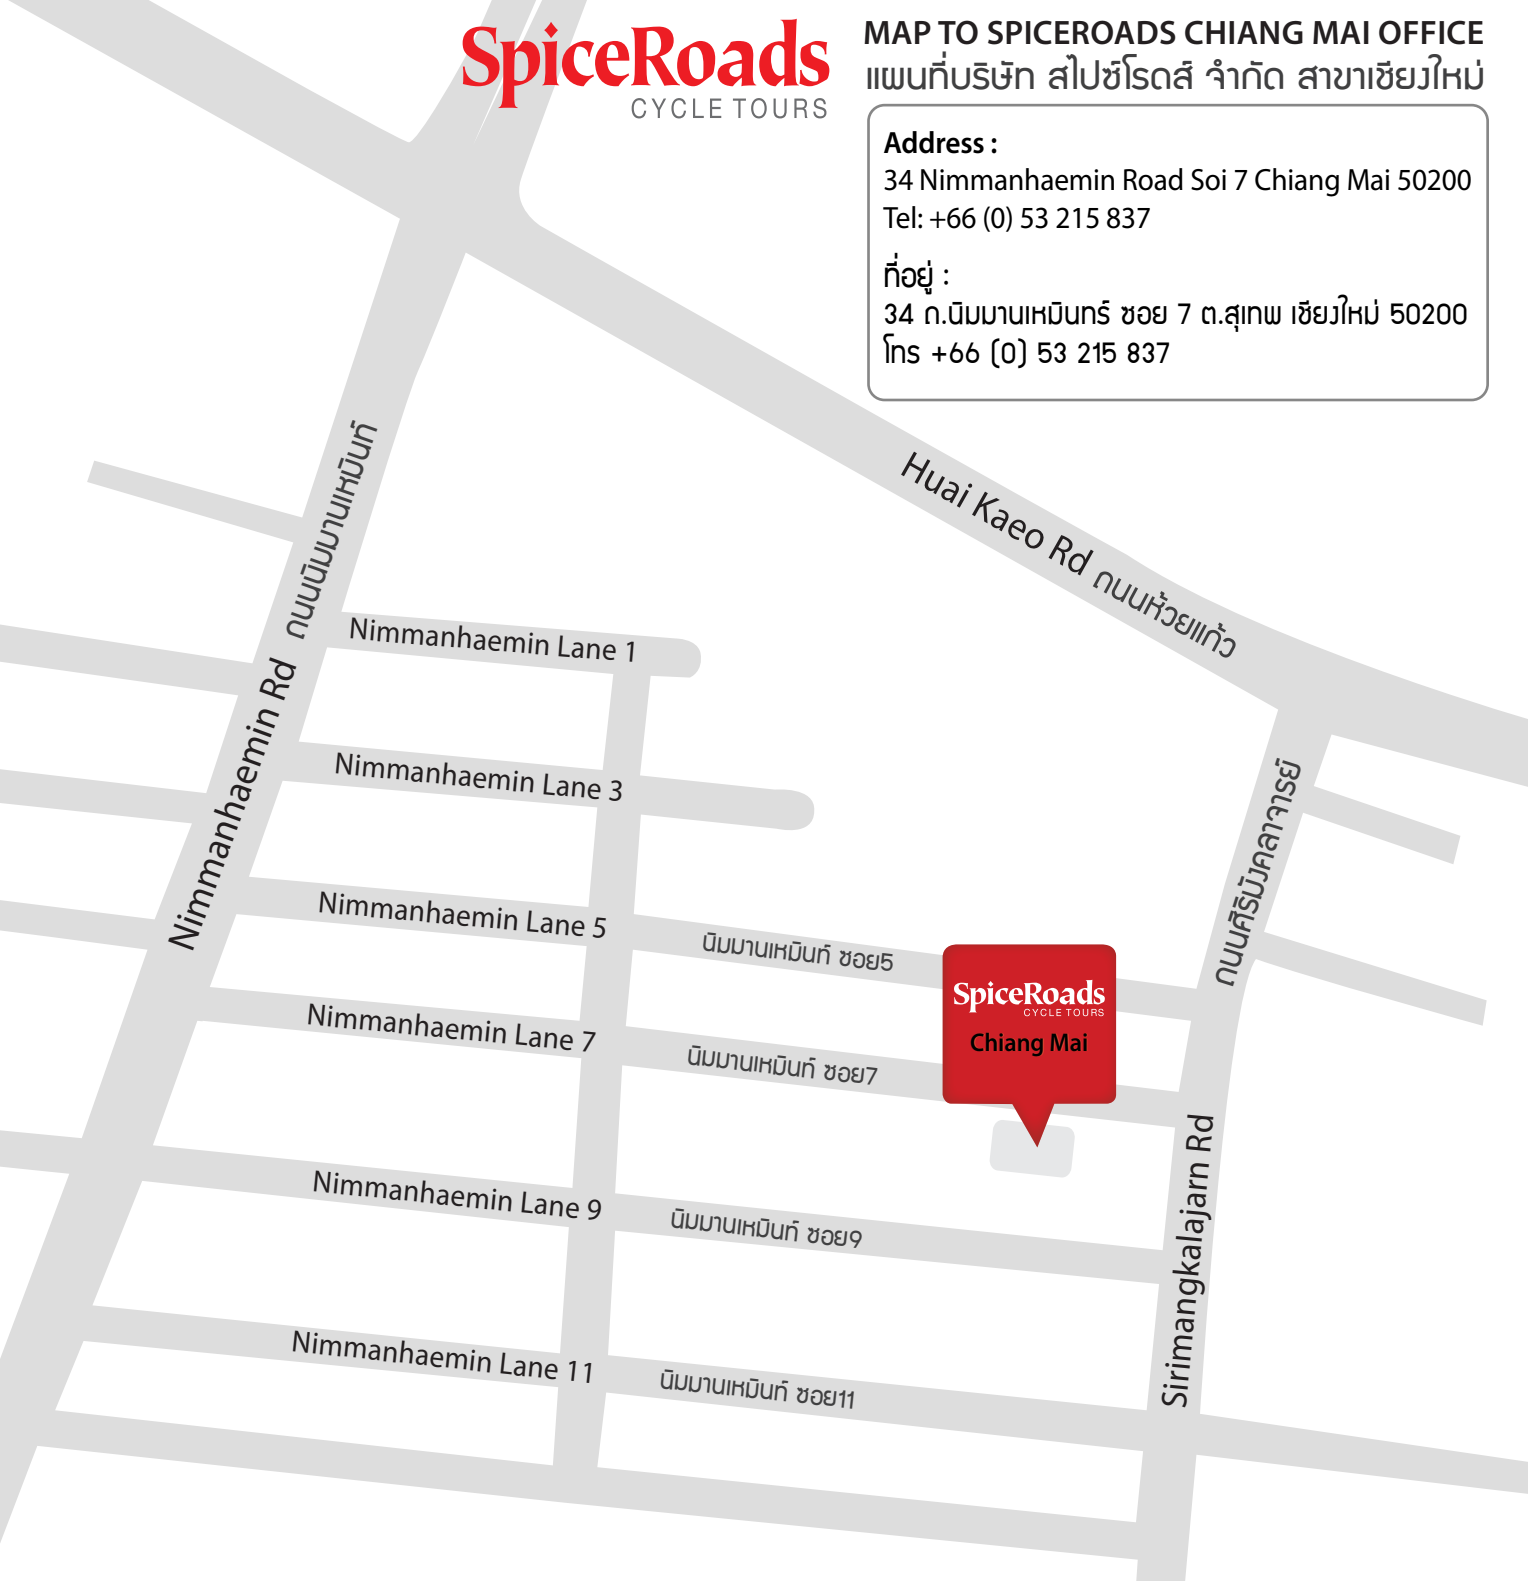 SpiceRoads
CYCLE TOURS
MAP TO SPICEROADS CHIANG MAI OFFICE
แผนที่บริษัท สไปซ์โรดส์ จำกัด สาขาเชียงใหม่
Address :
34 Nimmanhaemin Road Soi 7 Chiang Mai 50200
Tel: +66 (0) 53 215 837
ที่อยู่ :
34 ถ.นิมมานเหมินทร์ ซอย 7 ต.สุเทพ เชียงใหม่ 50200
โทร +66 (0) 53 215 837
Huai Kaeo Rd ถนนห้วยแก้ว
Nimmanhaemin Rd ถนนนิมมานเหมินท์
Nimmanhaemin Lane 1
Nimmanhaemin Lane 3
Nimmanhaemin Lane 5 นิมมานเหมินท์ ซอย5
Nimmanhaemin Lane 7 นิมมานเหมินท์ ซอย7
SpiceRoads
CYCLE TOURS
Chiang Mai
Nimmanhaemin Lane 9 นิมมานเหมินท์ ซอย9
Nimmanhaemin Lane 11 นิมมานเหมินท์ ซอย11
Sirimangkalajarn Rd ถนนศิริมังคลาจารย์